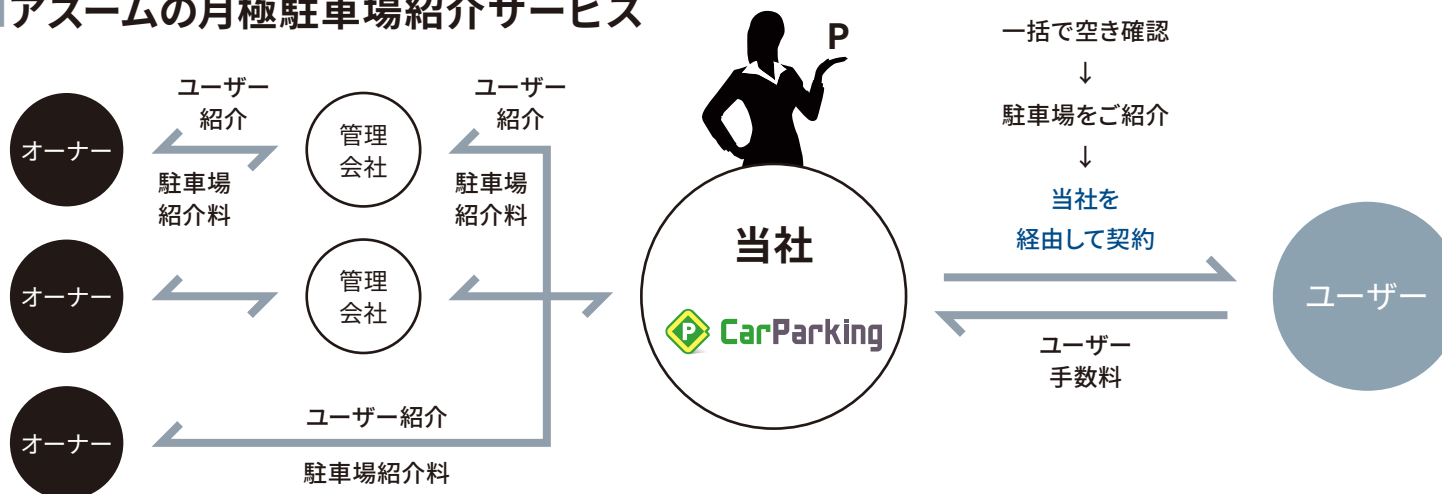 アズームの月極駐車場紹介サービス
オーナー
ユーザー
紹介
駐車場
紹介料
管理
会社
ユーザー
紹介
駐車場
紹介料
オーナー
管理
会社
オーナー
ユーザー紹介
駐車場紹介料
P
当社
P CarParking
一括で空き確認
↓
駐車場をご紹介
↓
当社を
経由して契約
ユーザー
手数料
ユーザー